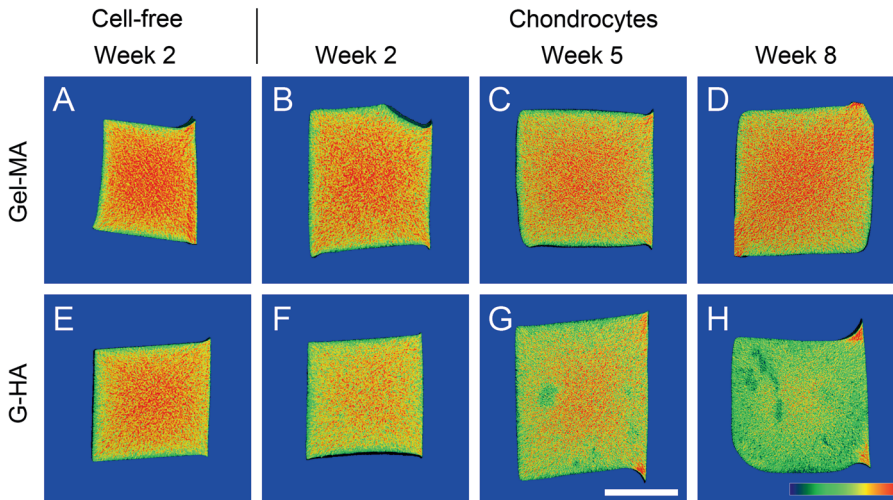 Cell-free Chondrocytes
Week 2 Week 2 Week 5 Week 8
Gel-MA
A B C D
G-HA
E F G H